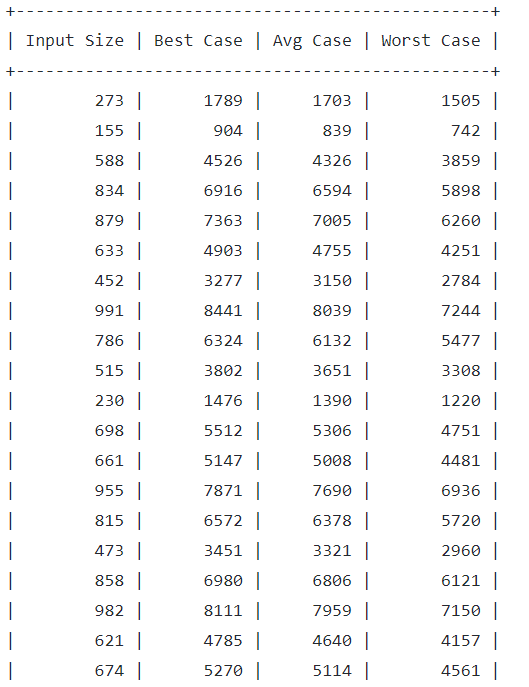 +------------------------------------------------+
| Input Size | Best Case | Avg Case | Worst Case |
+------------------------------------------------+
|        273 |      1789 |     1703 |       1505 |
|        155 |       904 |      839 |        742 |
|        588 |      4526 |     4326 |       3859 |
|        834 |      6916 |     6594 |       5898 |
|        879 |      7363 |     7005 |       6260 |
|        633 |      4903 |     4755 |       4251 |
|        452 |      3277 |     3150 |       2784 |
|        991 |      8441 |     8039 |       7244 |
|        786 |      6324 |     6132 |       5477 |
|        515 |      3802 |     3651 |       3308 |
|        230 |      1476 |     1390 |       1220 |
|        698 |      5512 |     5306 |       4751 |
|        661 |      5147 |     5008 |       4481 |
|        955 |      7871 |     7690 |       6936 |
|        815 |      6572 |     6378 |       5720 |
|        473 |      3451 |     3321 |       2960 |
|        858 |      6980 |     6806 |       6121 |
|        982 |      8111 |     7959 |       7150 |
|        621 |      4785 |     4640 |       4157 |
|        674 |      5270 |     5114 |       4561 |